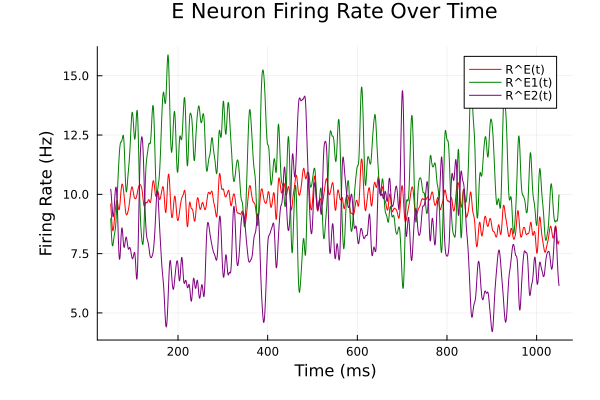 E Neuron Firing Rate Over Time
R^E(t)
R^E1(t)
R^E2(t)
15.0
12.5
10.0
7.5
5.0
Firing Rate (Hz)
200 400 600 800 1000
Time (ms)